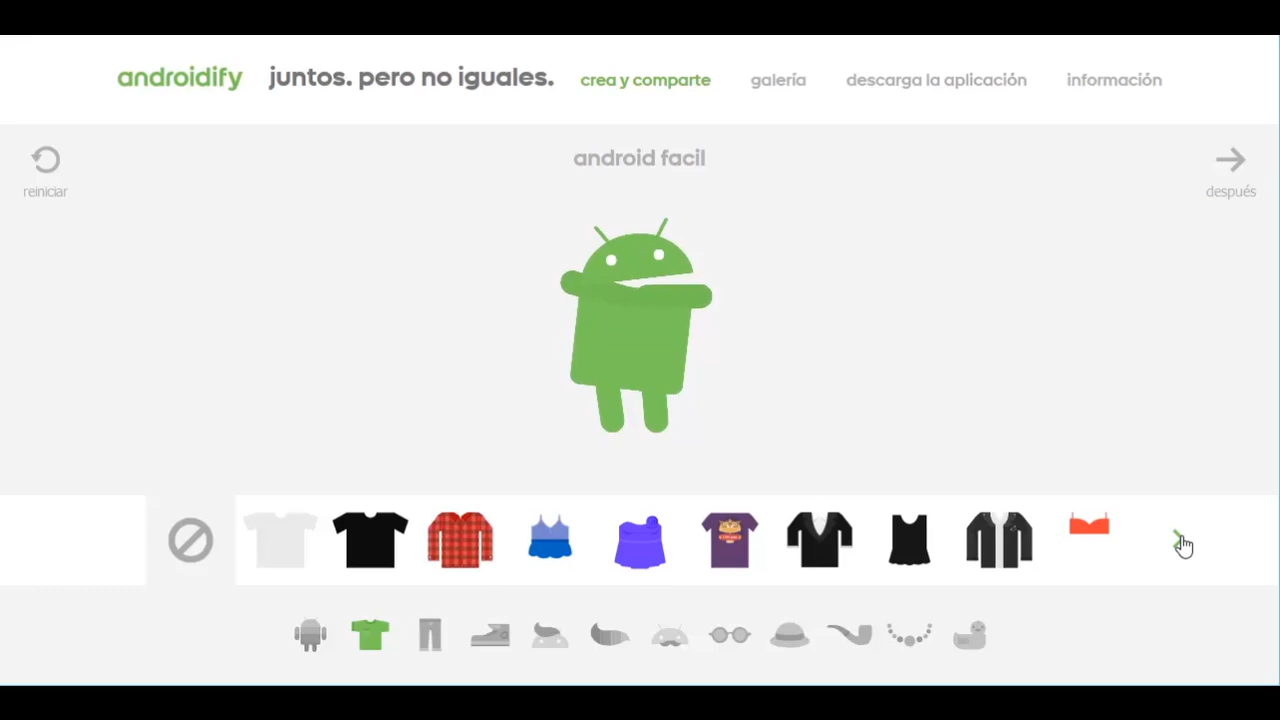 androidify juntos. pero no iguales. crea y comparte galería descarga la aplicación información
android facil
reiniciar
después